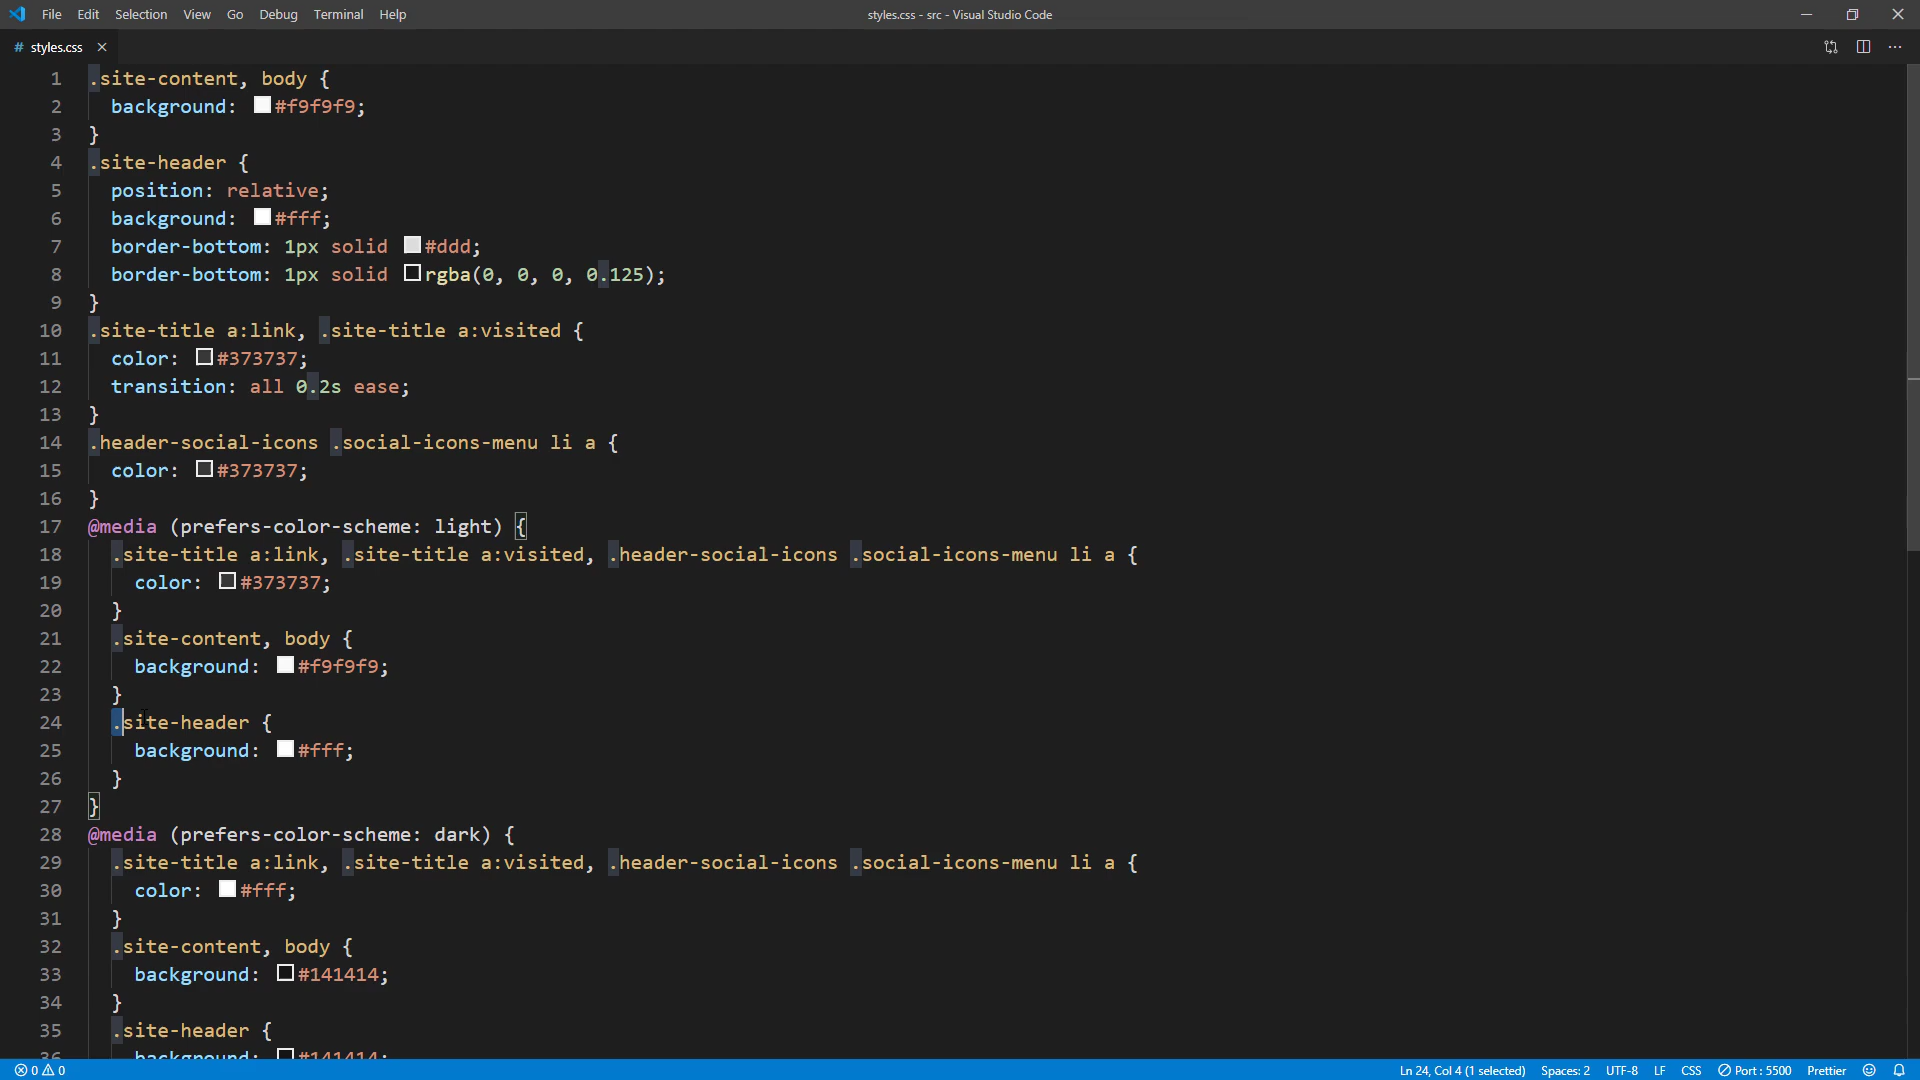 File Edit Selection View Go Debug Terminal Help styles.css - src - Visual Studio Code
# styles.css
1 .site-content, body {
2 background: #f9f9f9;
3 }
4 .site-header {
5 position: relative;
6 background: #fff;
7 border-bottom: 1px solid #ddd;
8 border-bottom: 1px solid rgba(0, 0, 0, 0.125);
9 }
10 .site-title a:link, .site-title a:visited {
11 color: #373737;
12 transition: all 0.2s ease;
13 }
14 .header-social-icons .social-icons-menu li a {
15 color: #373737;
16 }
17 @media (prefers-color-scheme: light) {
18 .site-title a:link, .site-title a:visited, .header-social-icons .social-icons-menu li a {
19 color: #373737;
20 }
21 .site-content, body {
22 background: #f9f9f9;
23 }
24 .site-header {
25 background: #fff;
26 }
27 }
28 @media (prefers-color-scheme: dark) {
29 .site-title a:link, .site-title a:visited, .header-social-icons .social-icons-menu li a {
30 color: #fff;
31 }
32 .site-content, body {
33 background: #141414;
34 }
35 .site-header {
36 background: #141414;
0 0 Ln 24, Col 4 (1 selected) Spaces: 2 UTF-8 LF CSS Port : 5500 Prettier